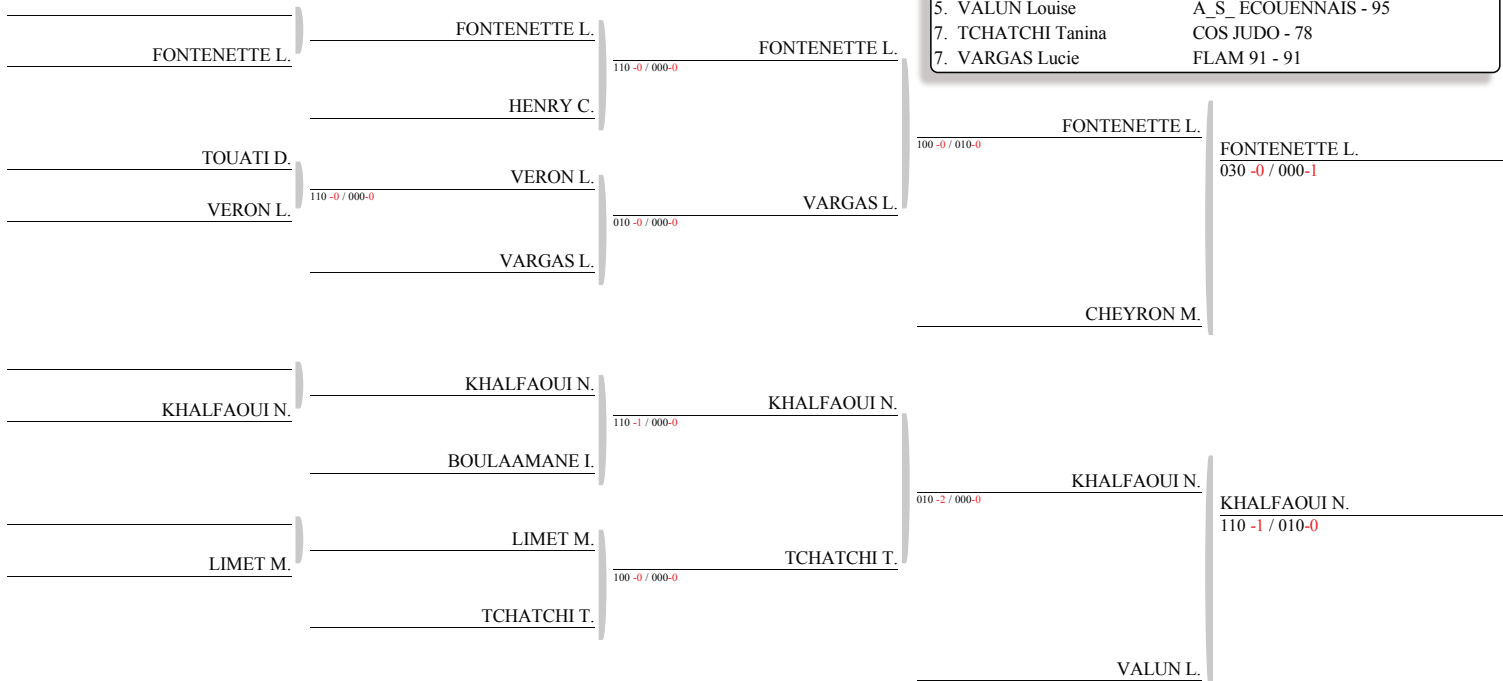 5. VALUN Louise A_S_ ECOUENNAIS - 95
7. TCHATCHI Tanina COS JUDO - 78
7. VARGAS Lucie FLAM 91 - 91
FONTENETTE L.
TOUATI D.
VERON L.
KHALFAOUI N.
LIMET M.
FONTENETTE L.
HENRY C.
VERON L.
110 -0 / 000-0
VARGAS L.
KHALFAOUI N.
BOULAAMANE I.
LIMET M.
TCHATCHI T.
FONTENETTE L.
110 -0 / 000-0
VARGAS L.
010 -0 / 000-0
KHALFAOUI N.
110 -1 / 000-0
TCHATCHI T.
100 -0 / 000-0
FONTENETTE L.
100 -0 / 010-0
CHEYRON M.
KHALFAOUI N.
010 -2 / 000-0
VALUN L.
FONTENETTE L.
030 -0 / 000-1
KHALFAOUI N.
110 -1 / 010-0